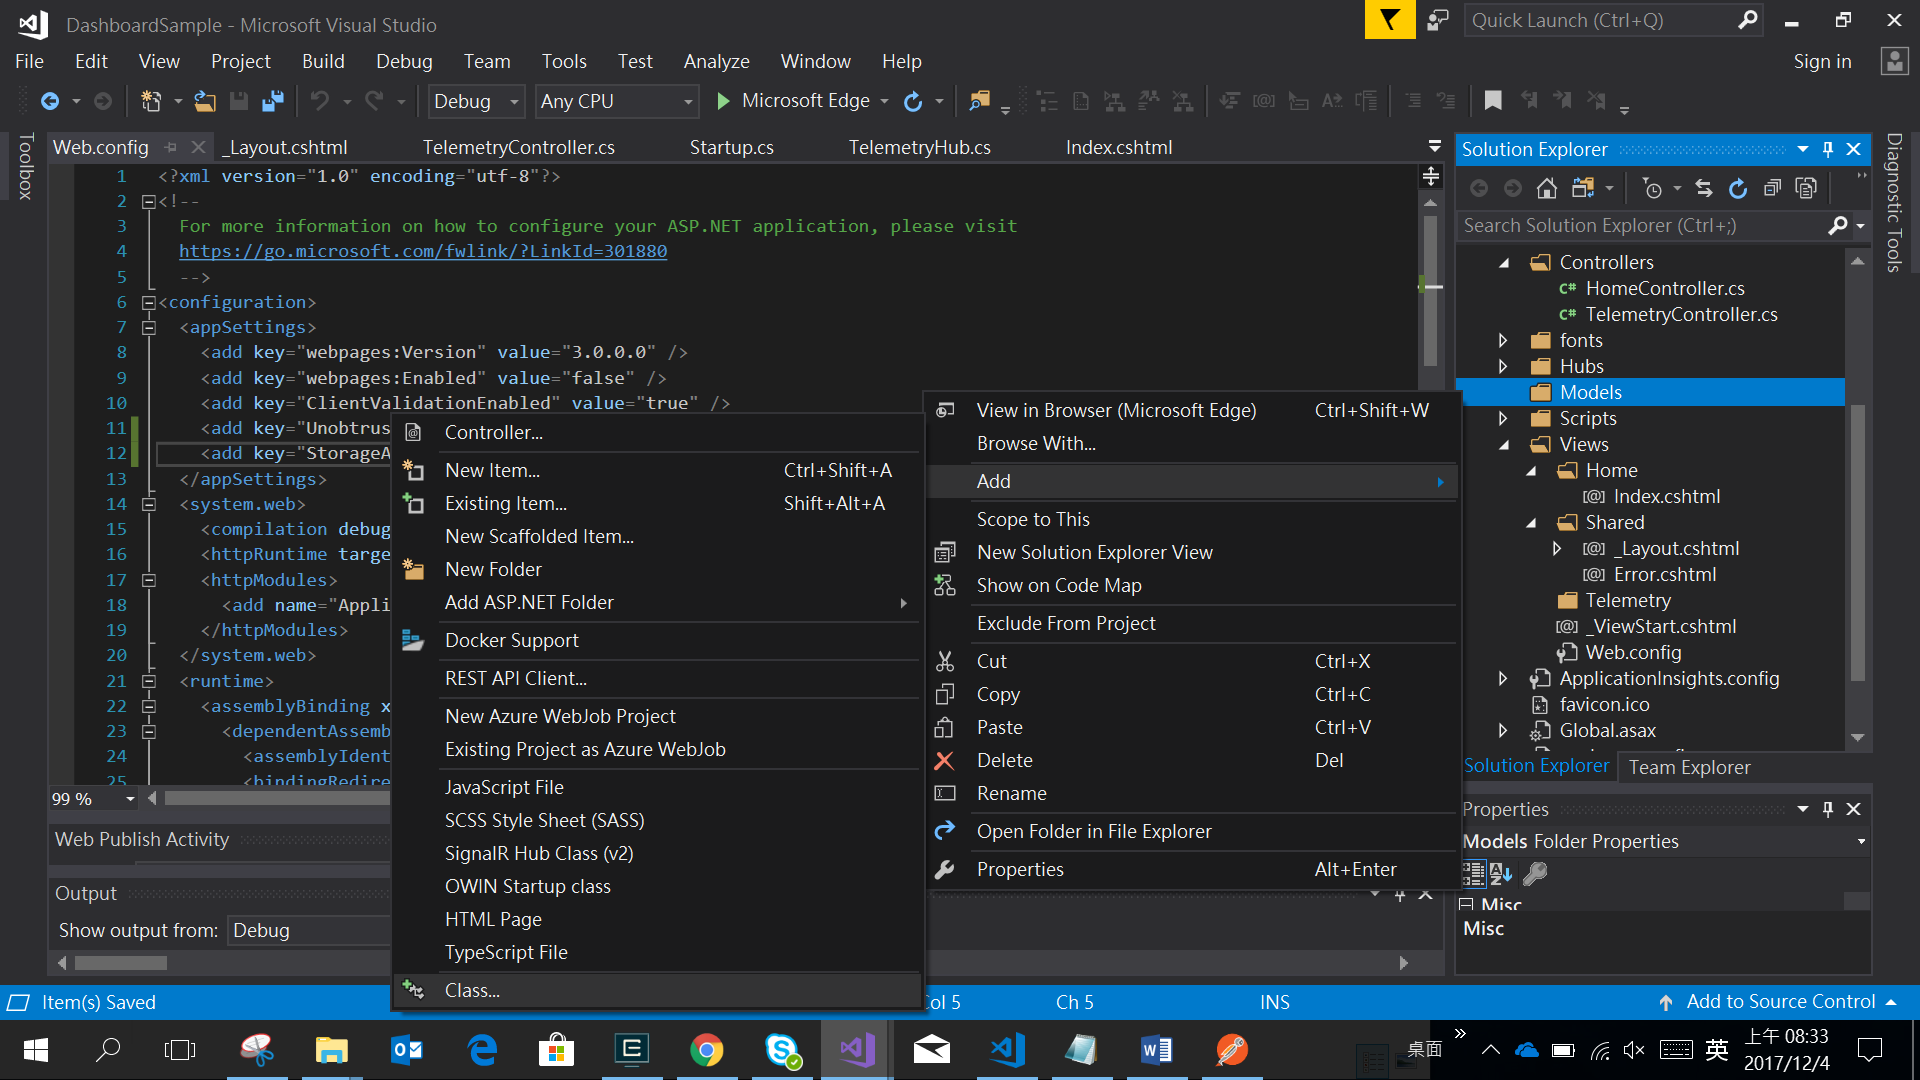 DashboardSample - Microsoft Visual Studio
Quick Launch (Ctrl+Q)
File Edit View Project Build Debug Team Tools Test Analyze Window Help
Sign in
Debug Any CPU Microsoft Edge
Toolbox
Web.config _Layout.cshtml TelemetryController.cs Startup.cs TelemetryHub.cs Index.cshtml
1 <?xml version="1.0" encoding="utf-8"?>
2 <!--
3 For more information on how to configure your ASP.NET application, please visit
4 https://go.microsoft.com/fwlink/?LinkId=301880
5 -->
6 <configuration>
7 <appSettings>
8 <add key="webpages:Version" value="3.0.0.0" />
9 <add key="webpages:Enabled" value="false" />
10 <add key="ClientValidationEnabled" value="true" />
11 <add key="Unobtrus
12 <add key="StorageA
13 </appSettings>
14 <system.web>
15 <compilation debug
16 <httpRuntime targe
17 <httpModules>
18 <add name="Appli
19 </httpModules>
20 </system.web>
21 <runtime>
22 <assemblyBinding x
23 <dependentAssemb
24 <assemblyIdent
25 <bindingRedire
99 %
Web Publish Activity
Output
Show output from: Debug
Controller...
New Item... Ctrl+Shift+A
Existing Item... Shift+Alt+A
New Scaffolded Item...
New Folder
Add ASP.NET Folder
Docker Support
REST API Client...
New Azure WebJob Project
Existing Project as Azure WebJob
JavaScript File
SCSS Style Sheet (SASS)
SignalR Hub Class (v2)
OWIN Startup class
HTML Page
TypeScript File
Class...
View in Browser (Microsoft Edge) Ctrl+Shift+W
Browse With...
Add
Scope to This
New Solution Explorer View
Show on Code Map
Exclude From Project
Cut Ctrl+X
Copy Ctrl+C
Paste Ctrl+V
Delete Del
Rename
Open Folder in File Explorer
Properties Alt+Enter
Solution Explorer
Search Solution Explorer (Ctrl+;)
Controllers
C# HomeController.cs
C# TelemetryController.cs
fonts
Hubs
Models
Scripts
Views
Home
[@] Index.cshtml
Shared
[@] _Layout.cshtml
[@] Error.cshtml
Telemetry
[@] _ViewStart.cshtml
Web.config
ApplicationInsights.config
favicon.ico
Global.asax
Solution Explorer Team Explorer
Properties
Models Folder Properties
Misc
Misc
Diagnostic Tools
Item(s) Saved
Col 5 Ch 5 INS
Add to Source Control
桌面
英
上午 08:33
2017/12/4